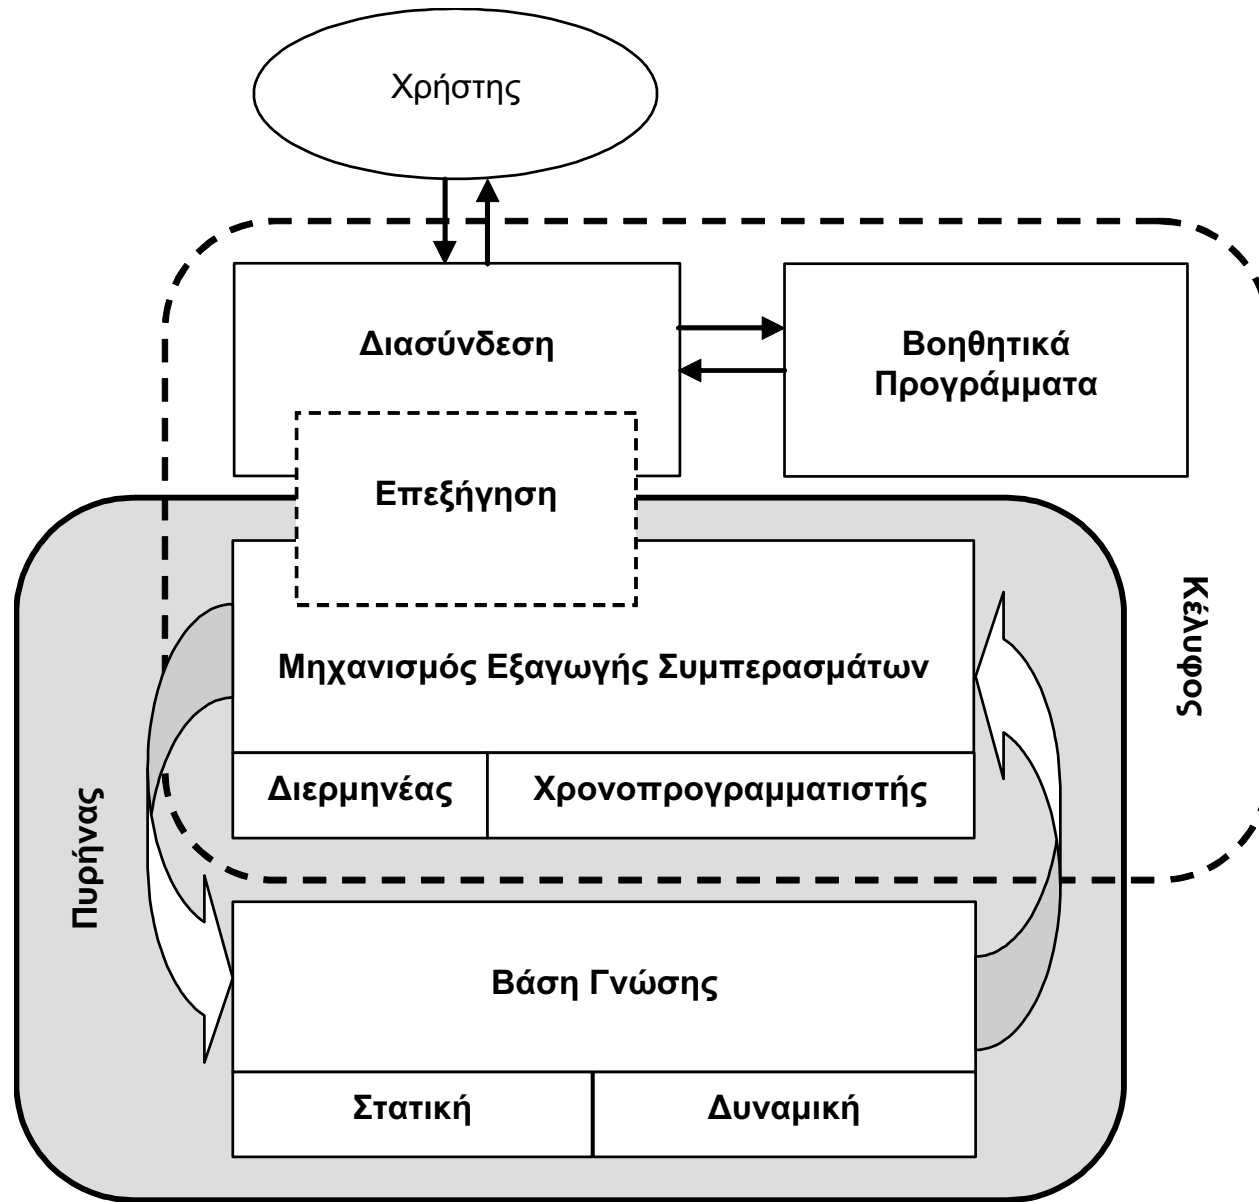 Χρήστης
Διασύνδεση
Βοηθητικά
Προγράμματα
Επεξήγηση
Κέλυφος
Μηχανισμός Εξαγωγής Συμπερασμάτων
Διερμηνέας
Χρονοπρογραμματιστής
Πυρήνας
Βάση Γνώσης
Στατική
Δυναμική